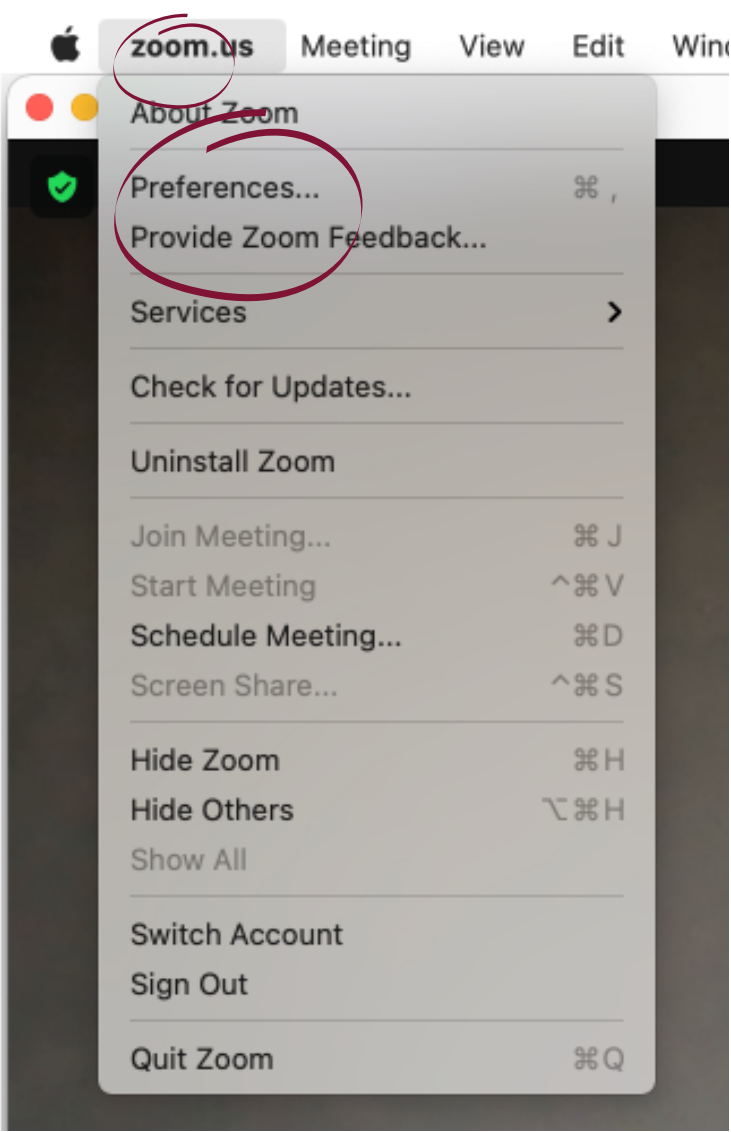 zoom.us Meeting View Edit
About Zoom
Preferences... ⌘ ,
Provide Zoom Feedback...
Services
Check for Updates...
Uninstall Zoom
Join Meeting... ⌘ J
Start Meeting ^⌘ V
Schedule Meeting... ⌘D
Screen Share... ^⌘ S
Hide Zoom ⌘H
Hide Others ⌥⌘H
Show All
Switch Account
Sign Out
Quit Zoom ⌘Q